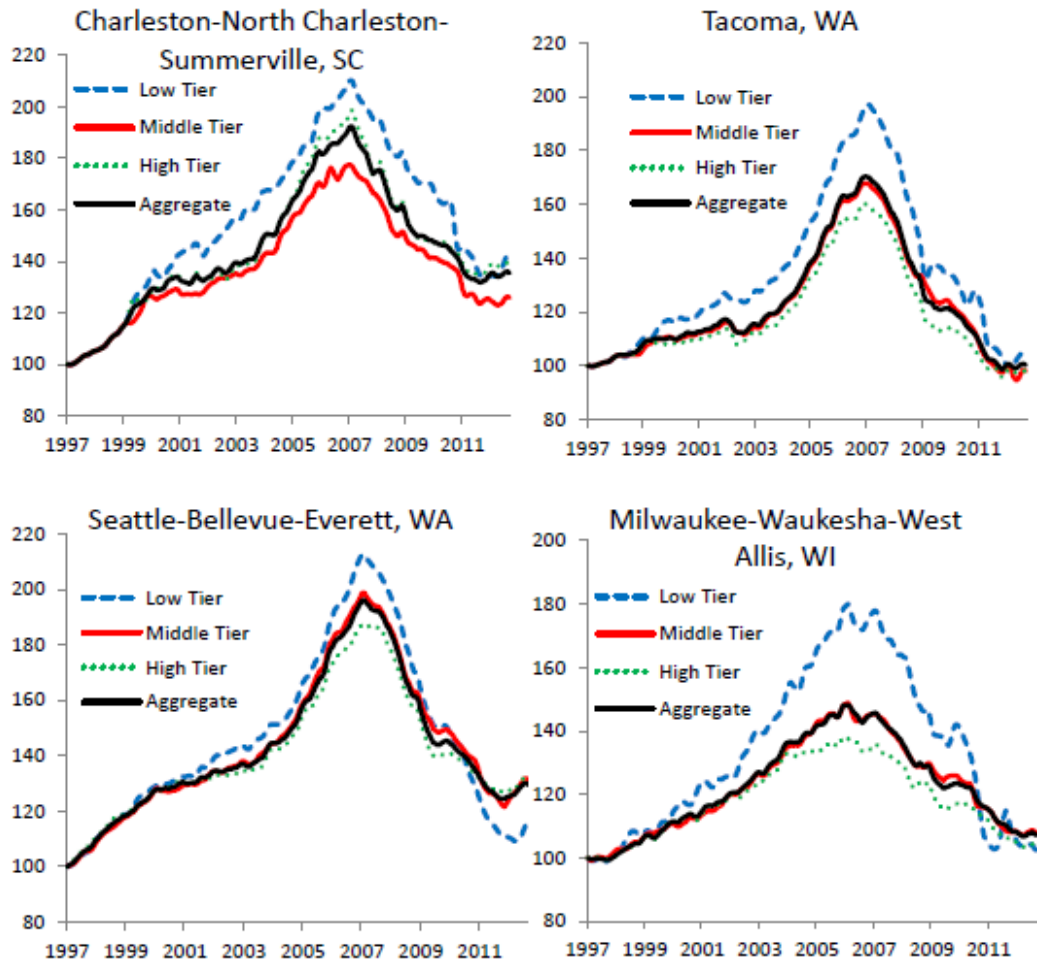 Charleston-North Charleston-
Summerville, SC
220
200
180
160
140
120
100
80
Low Tier
Middle Tier
High Tier
Aggregate
1997 1999 2001 2003 2005 2007 2009 2011
Tacoma, WA
220
200
180
160
140
120
100
80
Low Tier
Middle Tier
High Tier
Aggregate
1997 1999 2001 2003 2005 2007 2009 2011
Seattle-Bellevue-Everett, WA
220
200
180
160
140
120
100
80
Low Tier
Middle Tier
High Tier
Aggregate
1997 1999 2001 2003 2005 2007 2009 2011
Milwaukee-Waukesha-West
Allis, WI
200
180
160
140
120
100
80
Low Tier
Middle Tier
High Tier
Aggregate
1997 1999 2001 2003 2005 2007 2009 2011